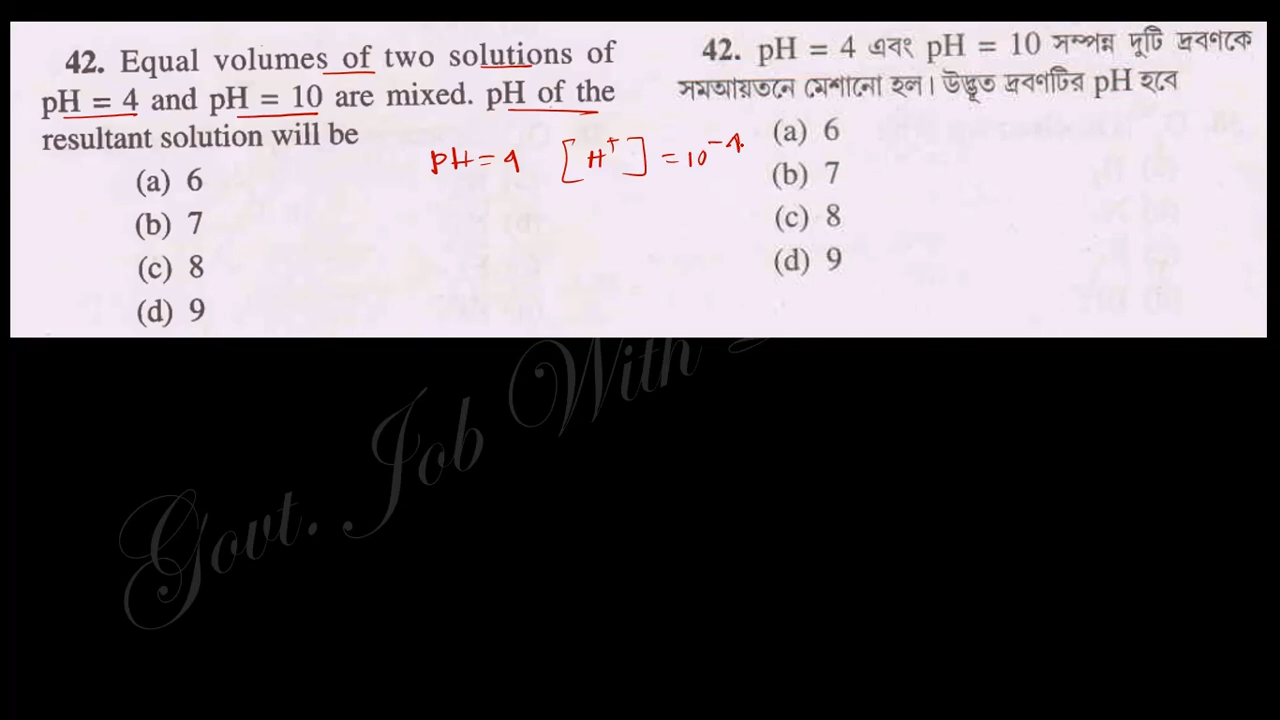 42. Equal volumes of two solutions of
pH = 4 and pH = 10 are mixed. pH of the
resultant solution will be
(a) 6
(b) 7
(c) 8
(d) 9
pH = 4 [H⁺] = 10⁻⁴
42. pH = 4 এবং pH = 10 সম্পন্ন দুটি দ্রবণকে
সমআয়তনে মেশানো হল। উদ্ভূত দ্রবণটির pH হবে
(a) 6
(b) 7
(c) 8
(d) 9
Govt. Job With